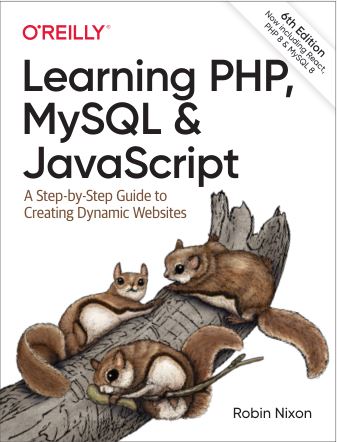 O'REILLY®
6th Edition
Now including React,
PHP 8 & MySQL 8
Learning PHP,
MySQL &
JavaScript
A Step-by-Step Guide to
Creating Dynamic Websites
Robin Nixon